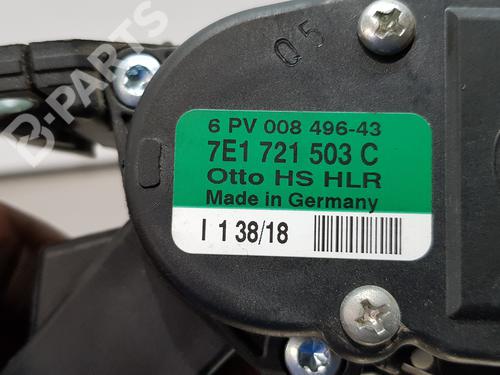 05
B-PARTS
6 PV 008 496-43
7E1 721 503 C
Otto HS HLR
Made in Germany
I 1 38/18